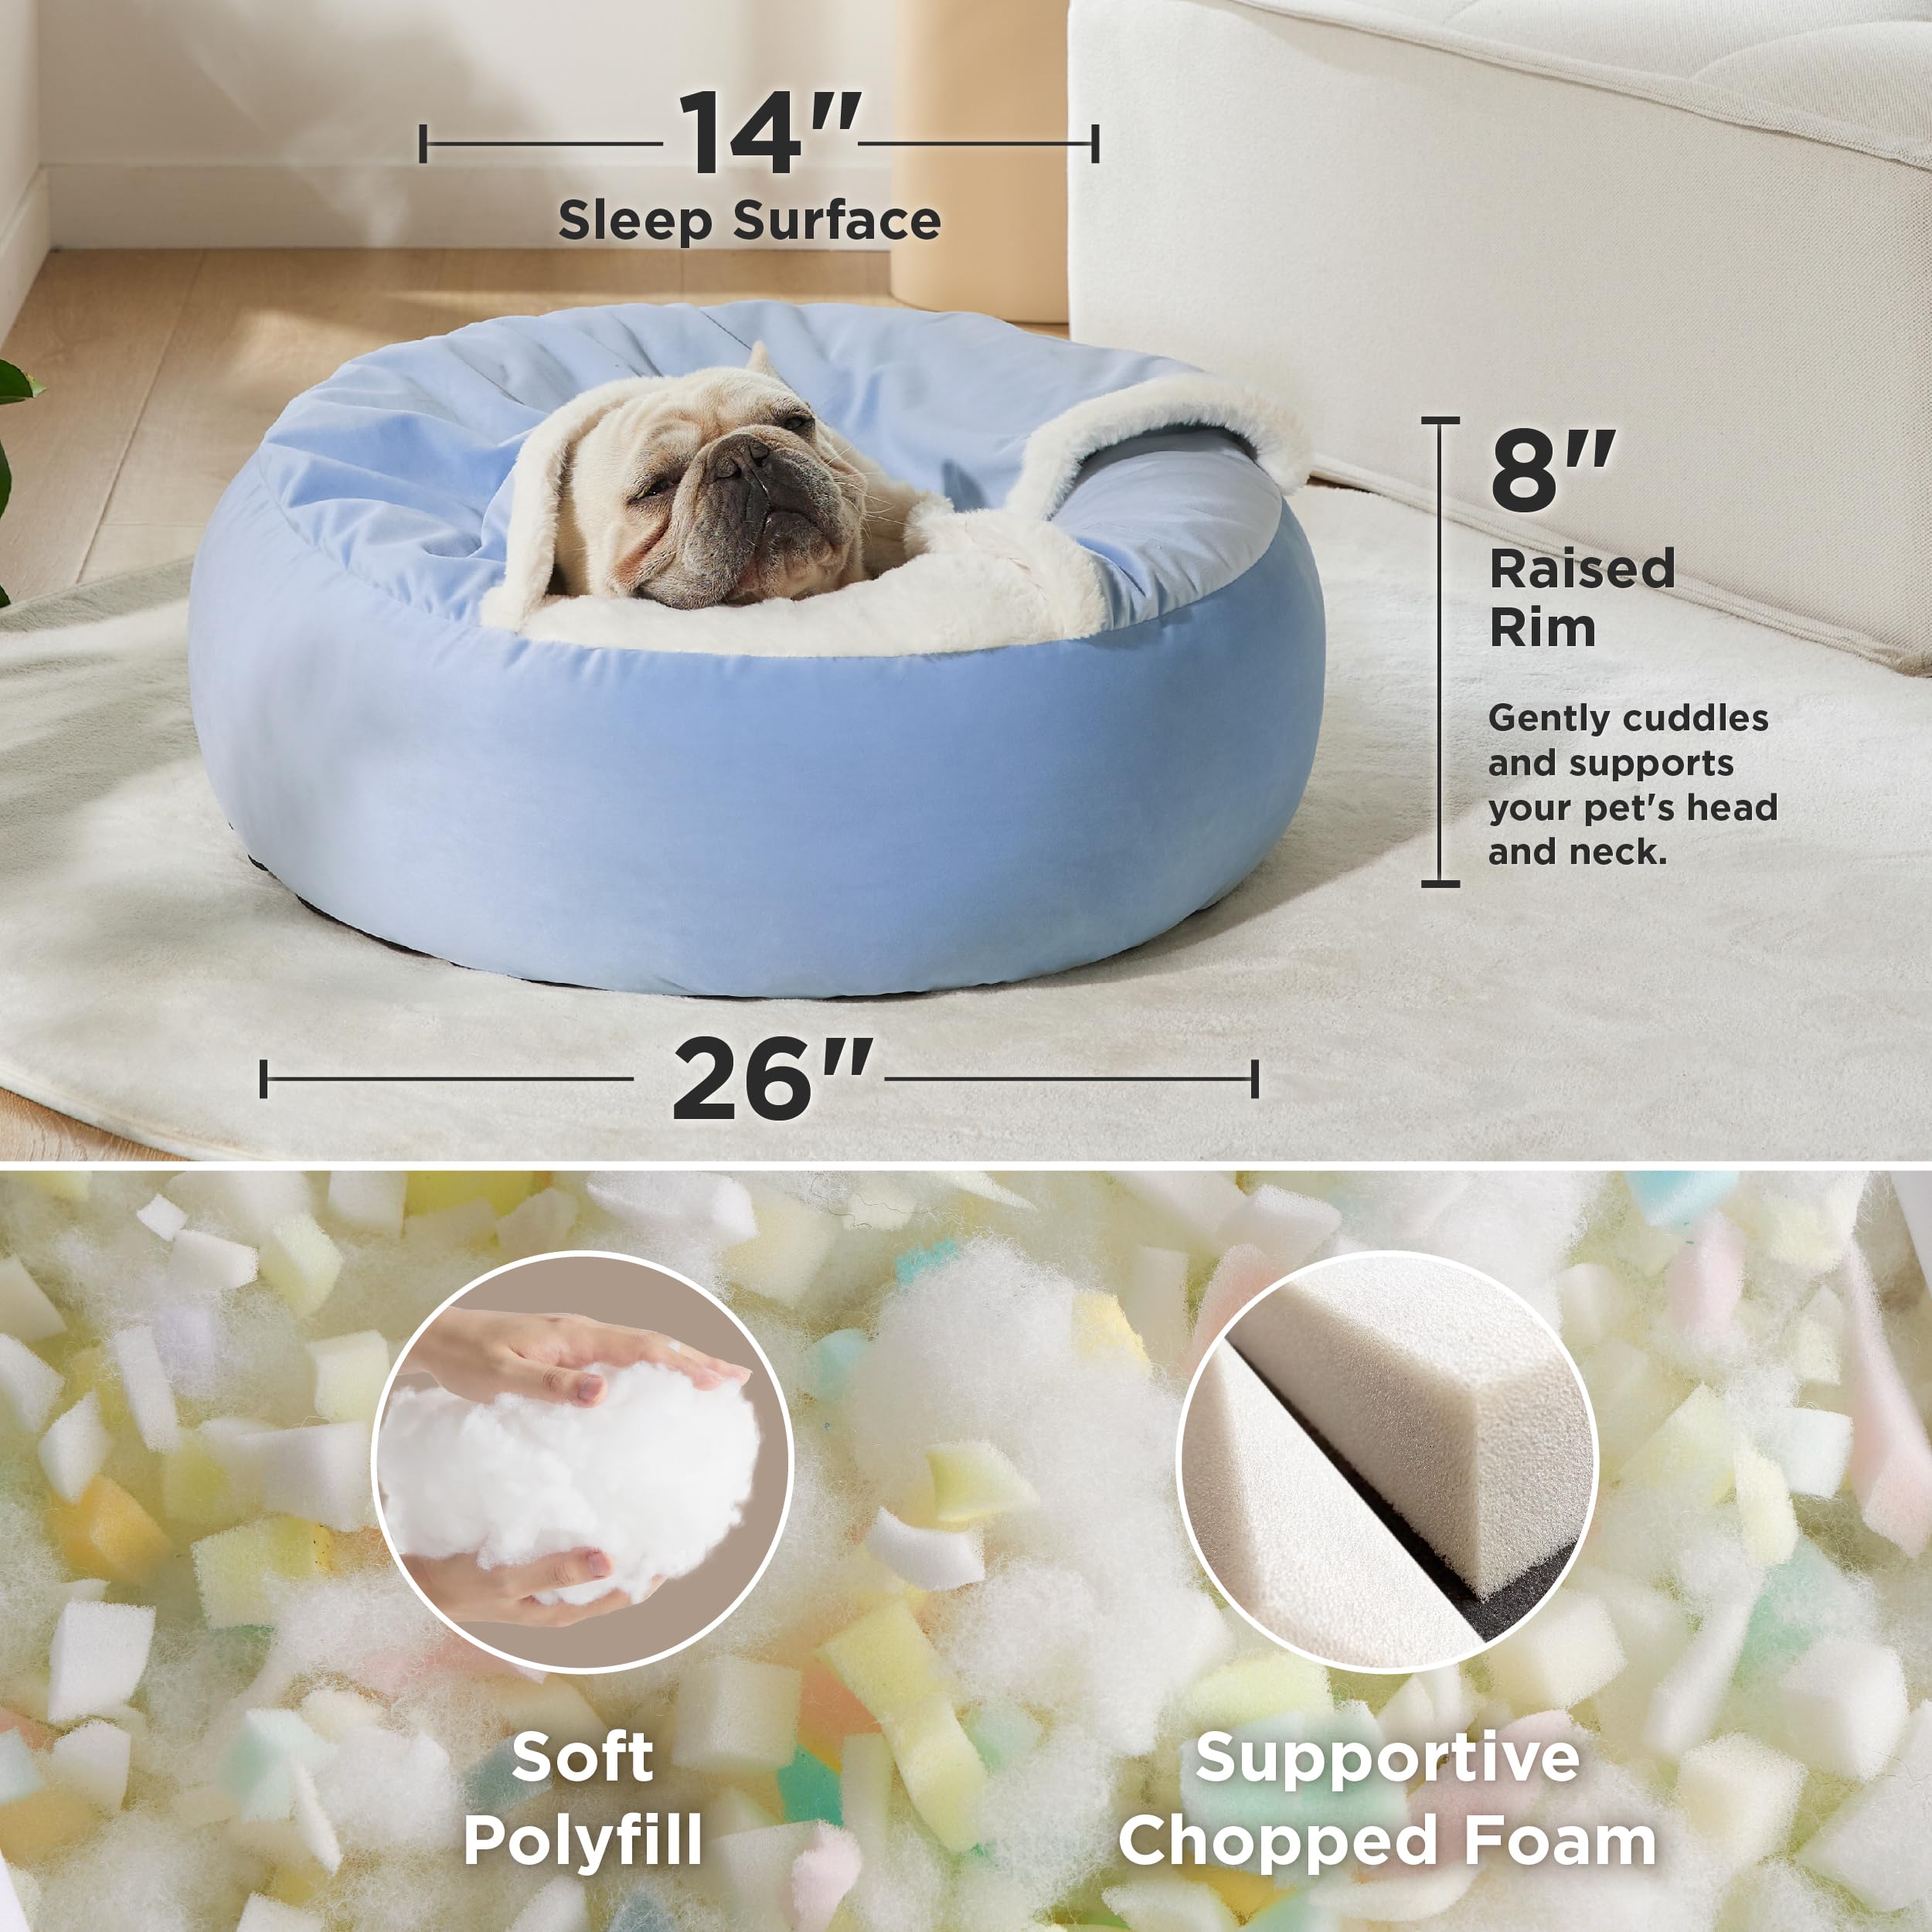 14"
Sleep Surface
8"
Raised
Rim
Gently cuddles
and supports
your pet's head
and neck.
26"
Soft
Polyfill
Supportive
Chopped Foam